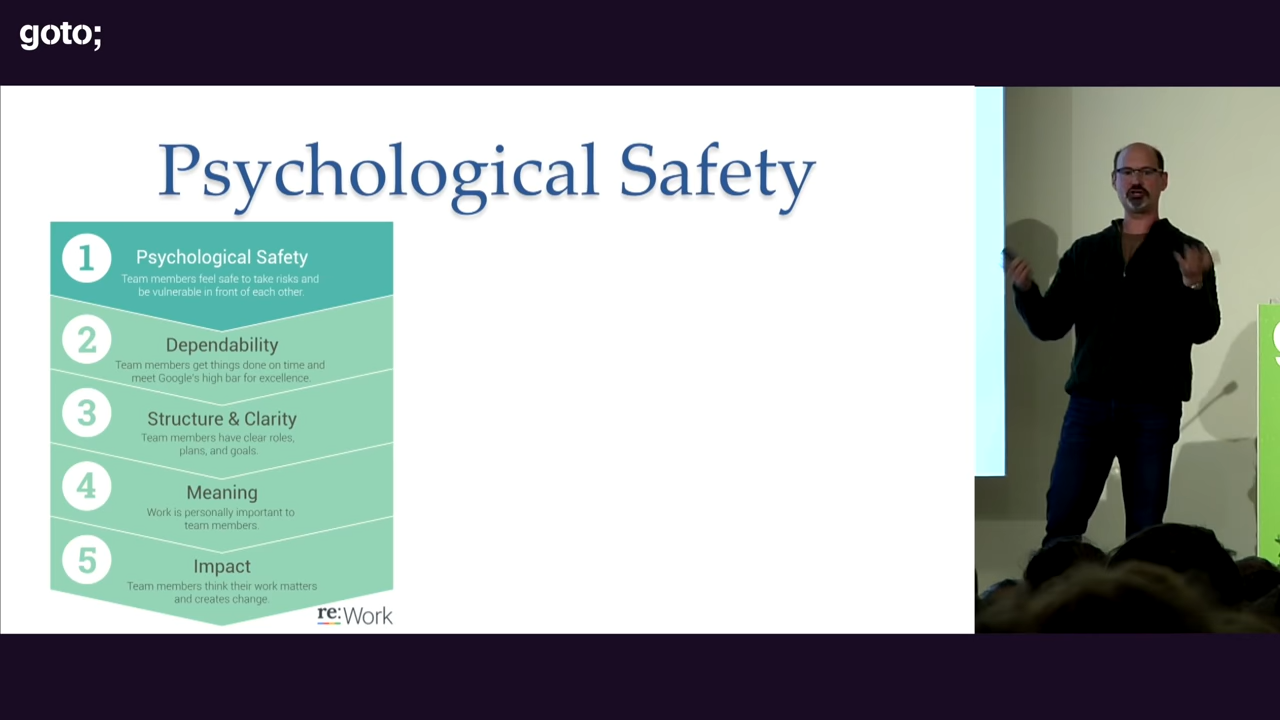 goto;
Psychological Safety
1
Psychological Safety
Team members feel safe to take risks and
be vulnerable in front of each other.
2
Dependability
Team members get things done on time and
meet Google's high bar for excellence.
3
Structure & Clarity
Team members have clear roles,
plans, and goals.
4
Meaning
Work is personally important to
team members.
5
Impact
Team members think their work matters
and creates change.
re:Work